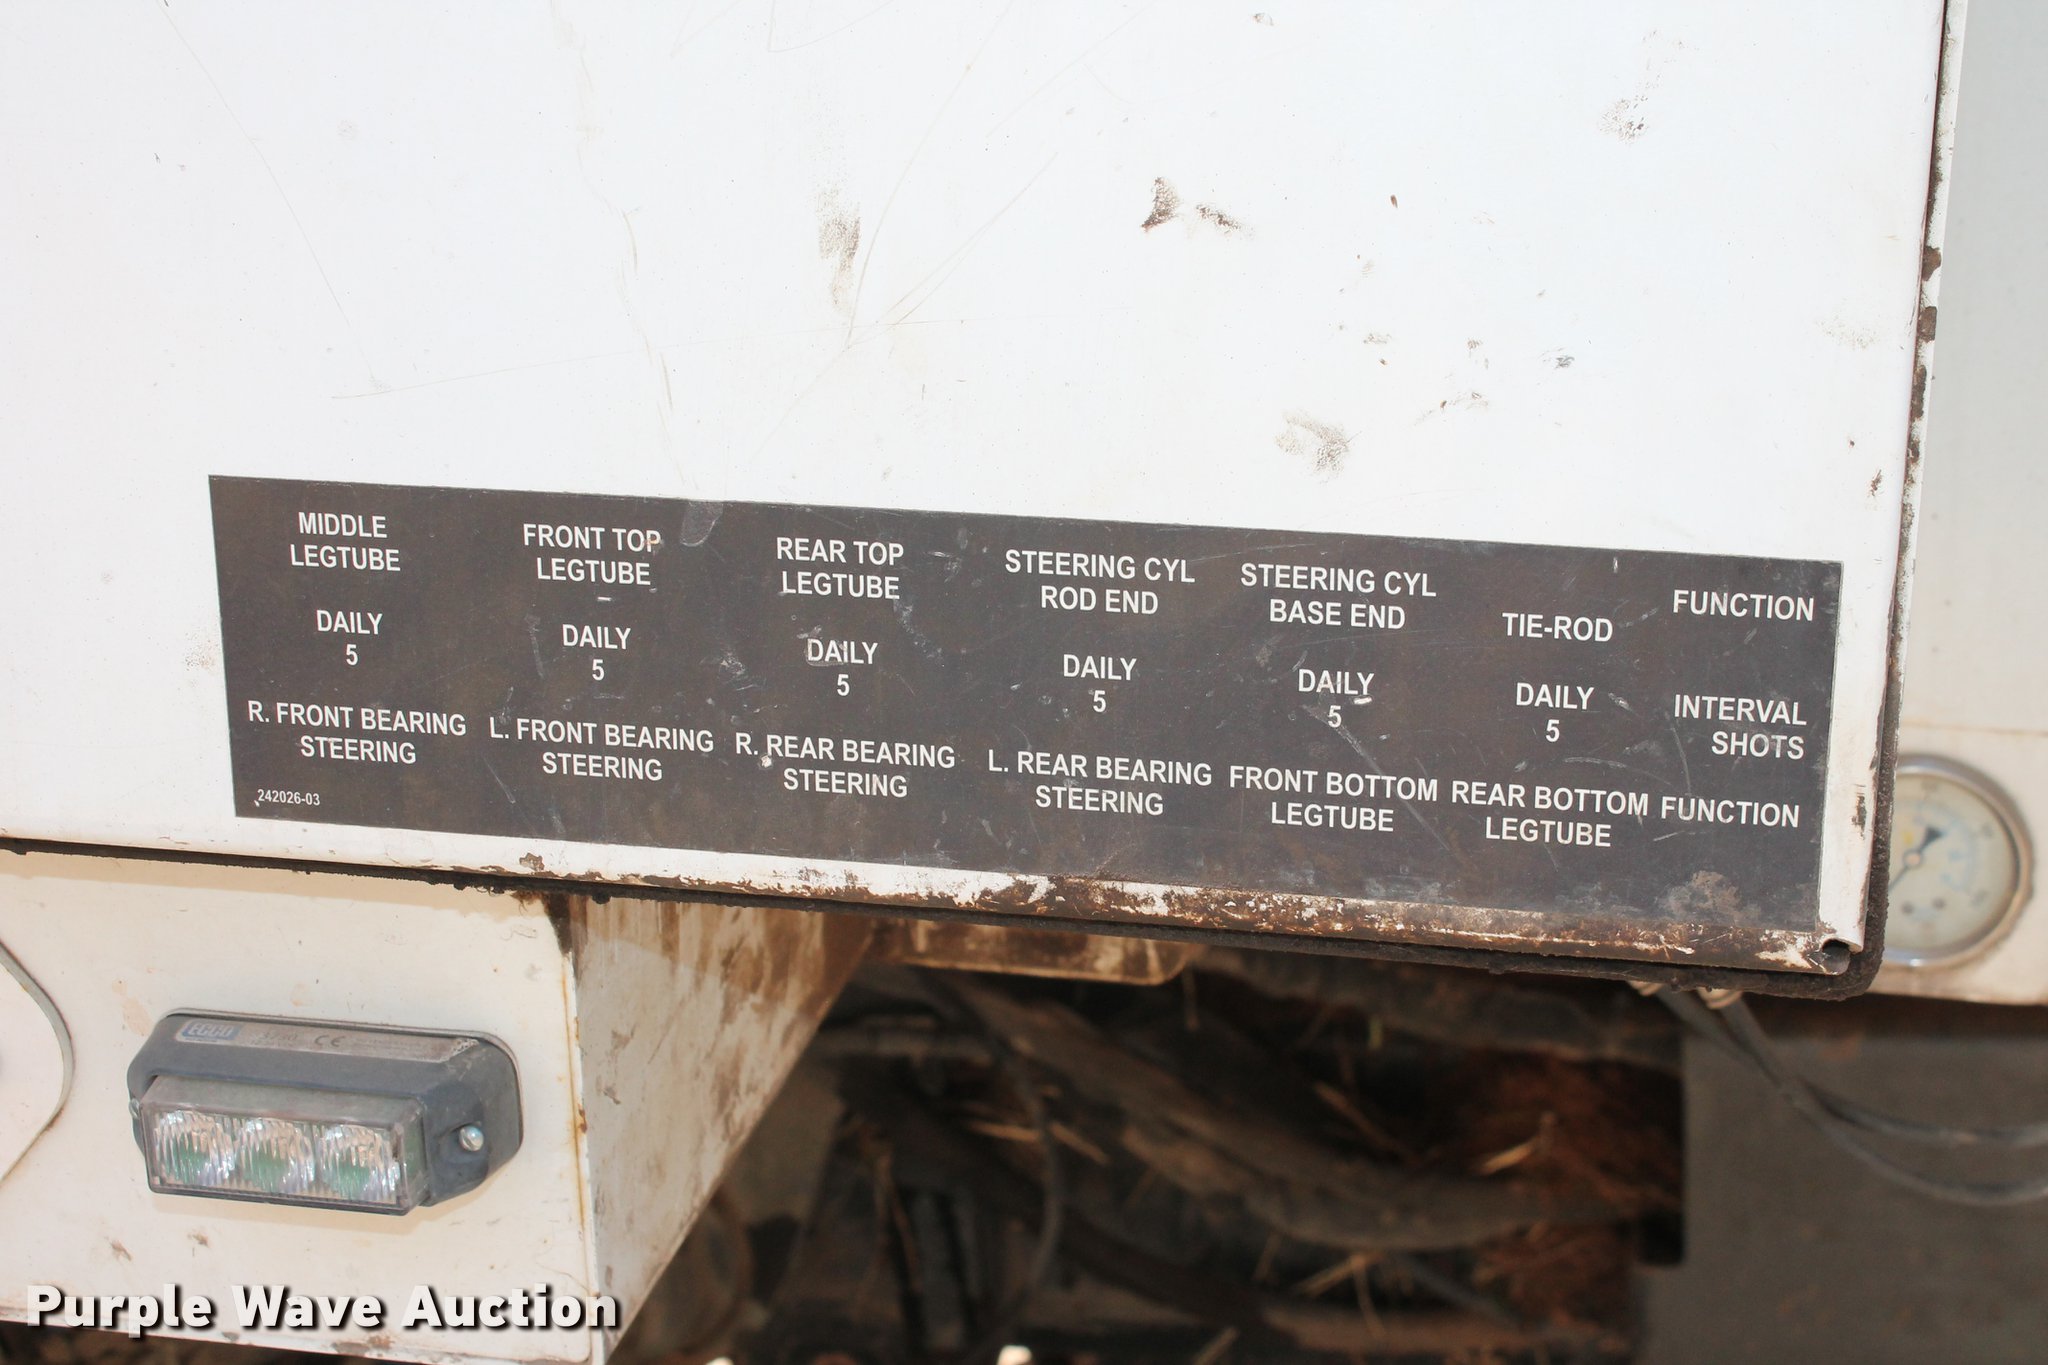 MIDDLE
LEGTUBE
FRONT TOP
LEGTUBE
REAR TOP
LEGTUBE
STEERING CYL
ROD END
STEERING CYL
BASE END
TIE-ROD
FUNCTION
DAILY
5
DAILY
5
DAILY
5
DAILY
5
DAILY
5
DAILY
5
INTERVAL
SHOTS
R. FRONT BEARING
STEERING
L. FRONT BEARING
STEERING
R. REAR BEARING
STEERING
L. REAR BEARING
STEERING
FRONT BOTTOM
LEGTUBE
REAR BOTTOM
LEGTUBE
FUNCTION
242026-03
ECCO
CE
Purple Wave Auction